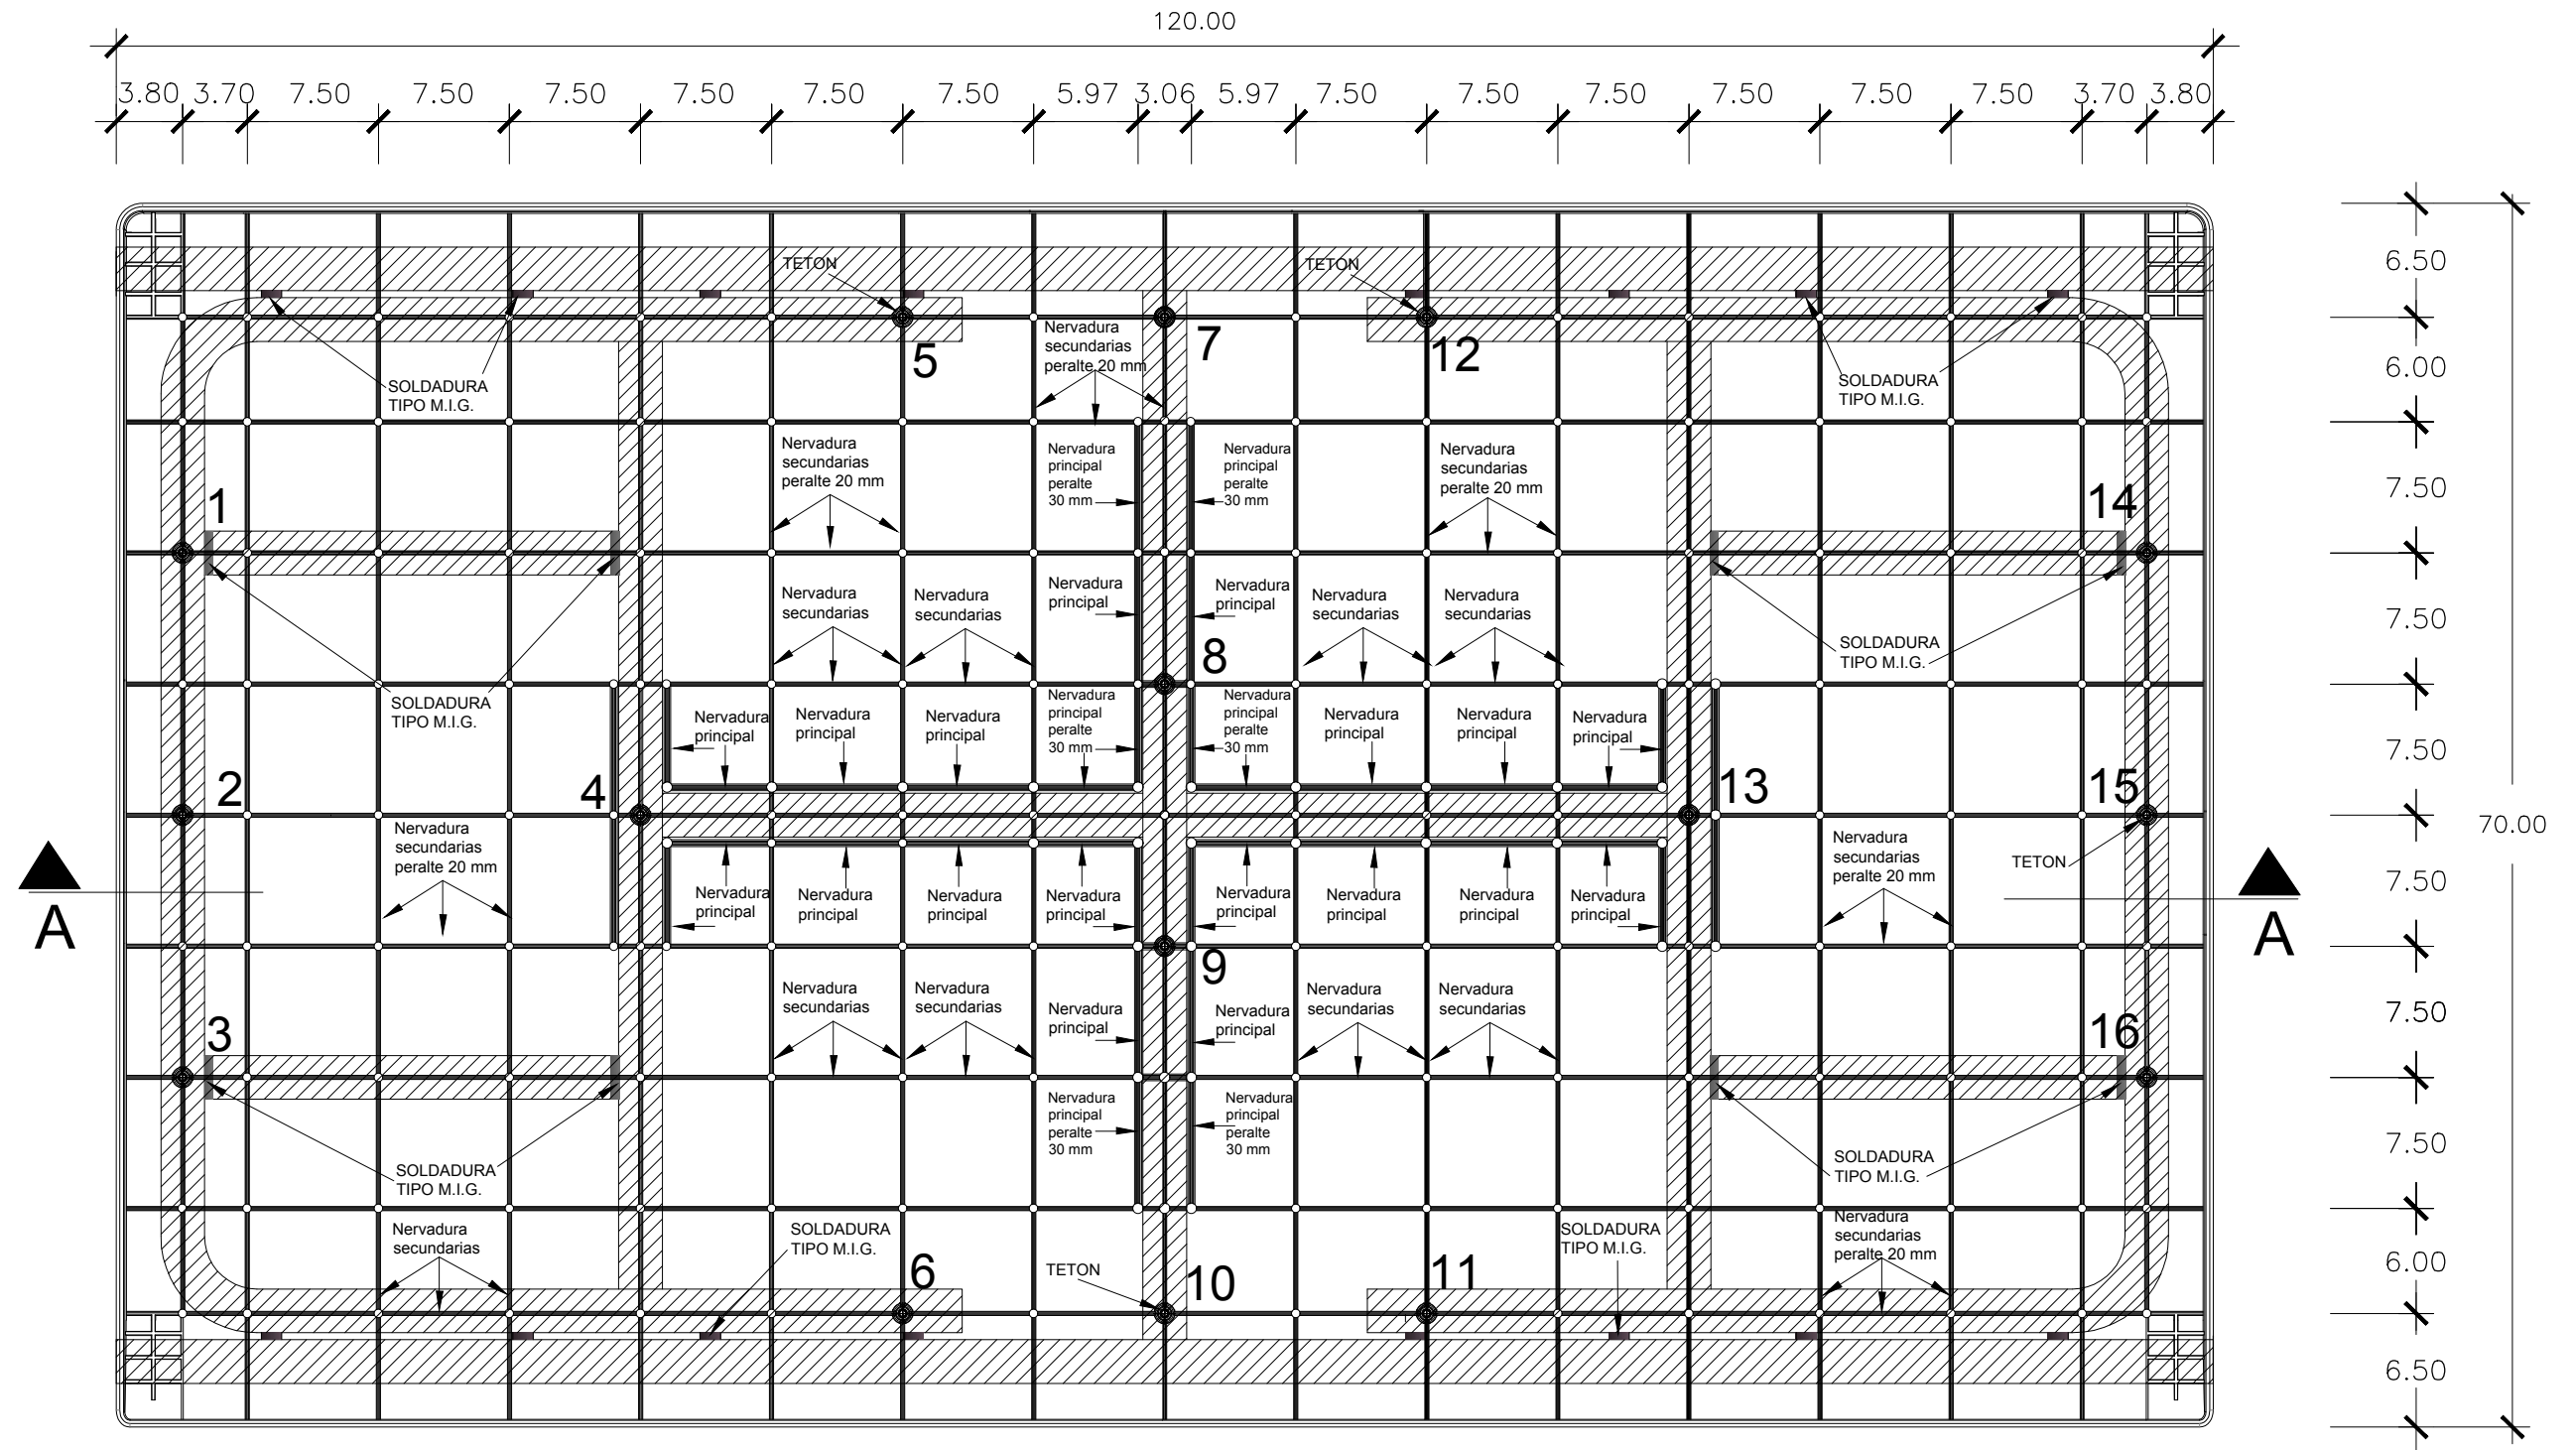 120.00
3.80 3.70 7.50 7.50 7.50 7.50 7.50 7.50 5.97 3.06 5.97 7.50 7.50 7.50 7.50 7.50 7.50 3.70 3.80
6.50
TETON
TETON
Nervadura
secundarias
peralte 20 mm
5
7
12
6.00
SOLDADURA
TIPO M.I.G.
SOLDADURA
TIPO M.I.G.
Nervadura
secundarias
peralte 20 mm
Nervadura
principal
peralte
30 mm
Nervadura
principal
peralte
30 mm
Nervadura
secundarias
peralte 20 mm
7.50
1
14
Nervadura
secundarias
Nervadura
secundarias
Nervadura
principal
Nervadura
principal
Nervadura
secundarias
Nervadura
secundarias
7.50
8
SOLDADURA
TIPO M.I.G.
SOLDADURA
TIPO M.I.G.
Nervadura
principal
Nervadura
principal
Nervadura
principal
Nervadura
principal
peralte
30 mm
Nervadura
principal
peralte
30 mm
Nervadura
principal
Nervadura
principal
Nervadura
principal
7.50
2
4
13
15
70.00
Nervadura
secundarias
peralte 20 mm
Nervadura
secundarias
peralte 20 mm
TETON
7.50
Nervadura
principal
Nervadura
principal
Nervadura
principal
Nervadura
principal
Nervadura
principal
Nervadura
principal
Nervadura
principal
Nervadura
principal
A
A
9
Nervadura
secundarias
Nervadura
secundarias
Nervadura
principal
Nervadura
principal
Nervadura
secundarias
Nervadura
secundarias
7.50
3
16
Nervadura
principal
peralte
30 mm
Nervadura
principal
peralte
30 mm
7.50
SOLDADURA
TIPO M.I.G.
SOLDADURA
TIPO M.I.G.
Nervadura
secundarias
SOLDADURA
TIPO M.I.G.
SOLDADURA
TIPO M.I.G.
Nervadura
secundarias
peralte 20 mm
6.00
6
TETON
10
11
6.50